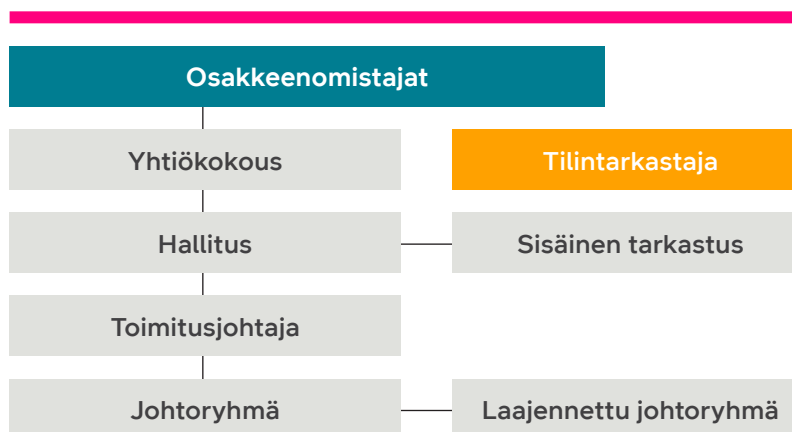 Osakkeenomistajat
Yhtiökokous
Tilintarkastaja
Hallitus
Sisäinen tarkastus
Toimitusjohtaja
Johtoryhmä
Laajennettu johtoryhmä